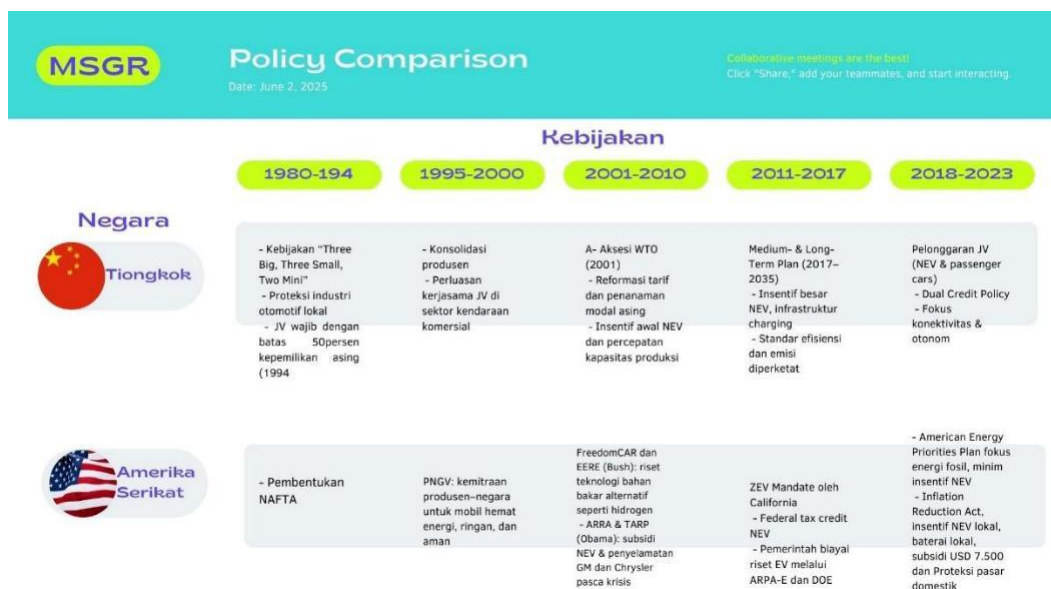 MSGR
Policy Comparison
Date: June 2, 2025
Collaborative meetings are the best!
Click "Share," add your teammates, and start interacting.
Kebijakan
1980-194
1995-2000
2001-2010
2011-2017
2018-2023
Negara
Tiongkok
- Kebijakan "Three
Big, Three Small,
Two Mini"
- Proteksi industri
otomotif lokal
- JV wajib dengan
batas 50persen
kepemilikan asing
(1994
- Konsolidasi
produsen
- Perluasan
kerjasama JV di
sektor kendaraan
komersial
A- Aksesi WTO
(2001)
- Reformasi tarif
dan penanaman
modal asing
- Insentif awal NEV
dan percepatan
kapasitas produksi
Medium- & Long-
Term Plan (2017–
2035)
- Insentif besar
NEV, infrastruktur
charging
- Standar efisiensi
dan emisi
diperketat
Pelonggaran JV
(NEV & passenger
cars)
- Dual Credit Policy
- Fokus
konektivitas &
otonom
Amerika
Serikat
- Pembentukan
NAFTA
PNGV: kemitraan
produsen–negara
untuk mobil hemat
energi, ringan, dan
aman
FreedomCAR dan
EERE (Bush): riset
teknologi bahan
bakar alternatif
seperti hidrogen
- ARRA & TARP
(Obama): subsidi
NEV & penyelamatan
GM dan Chrysler
pasca krisis
ZEV Mandate oleh
California
- Federal tax credit
NEV
- Pemerintah biayai
riset EV melalui
ARPA-E dan DOE
- American Energy
Priorities Plan fokus
energi fosil, minim
insentif NEV
- Inflation
Reduction Act,
insentif NEV lokal,
baterai lokal,
subsidi USD 7.500
dan Proteksi pasar
domestik